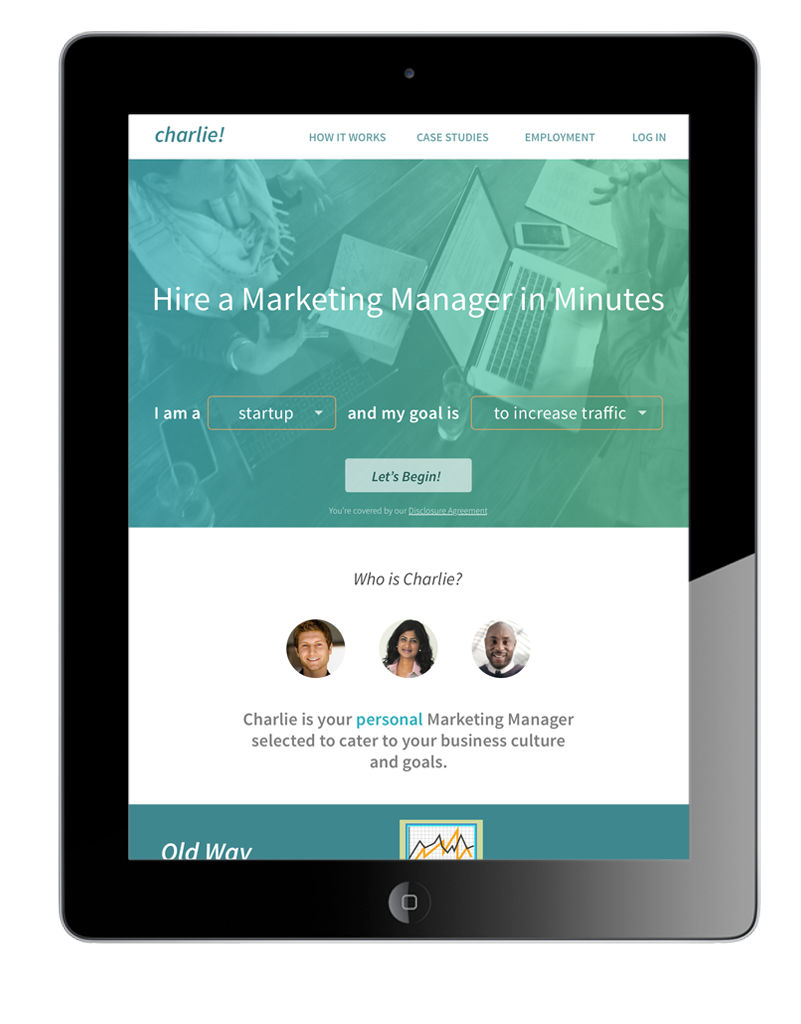 charlie!
HOW IT WORKS CASE STUDIES EMPLOYMENT LOG IN
Hire a Marketing Manager in Minutes
I am a startup and my goal is to increase traffic
Let's Begin!
You're covered by our Disclosure Agreement
Who is Charlie?
Charlie is your personal Marketing Manager
selected to cater to your business culture
and goals.
Old Way